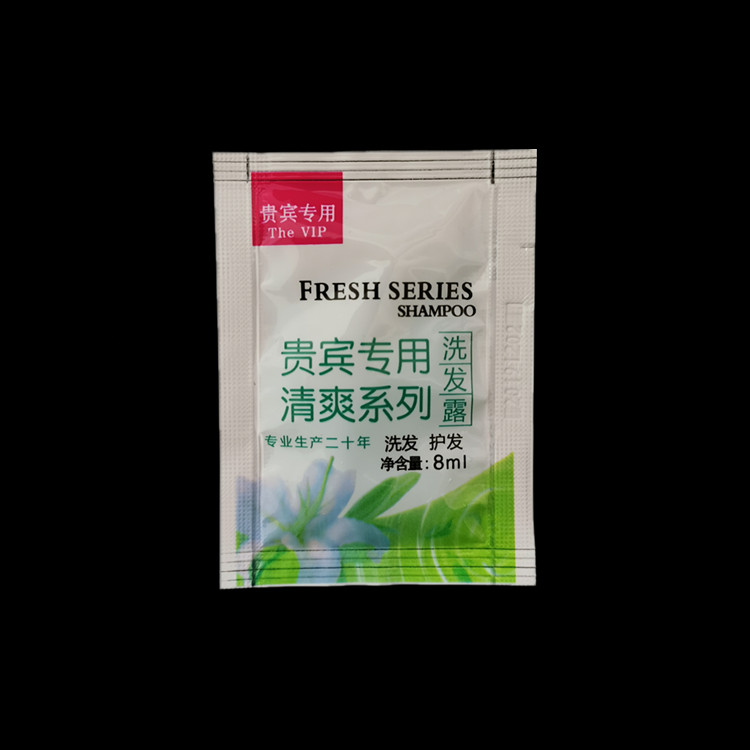 贵宾专用
The VIP
FRESH SERIES
SHAMPOO
贵宾专用
清爽系列
洗发露
专业生产二十年
洗发 护发
净含量:8ml